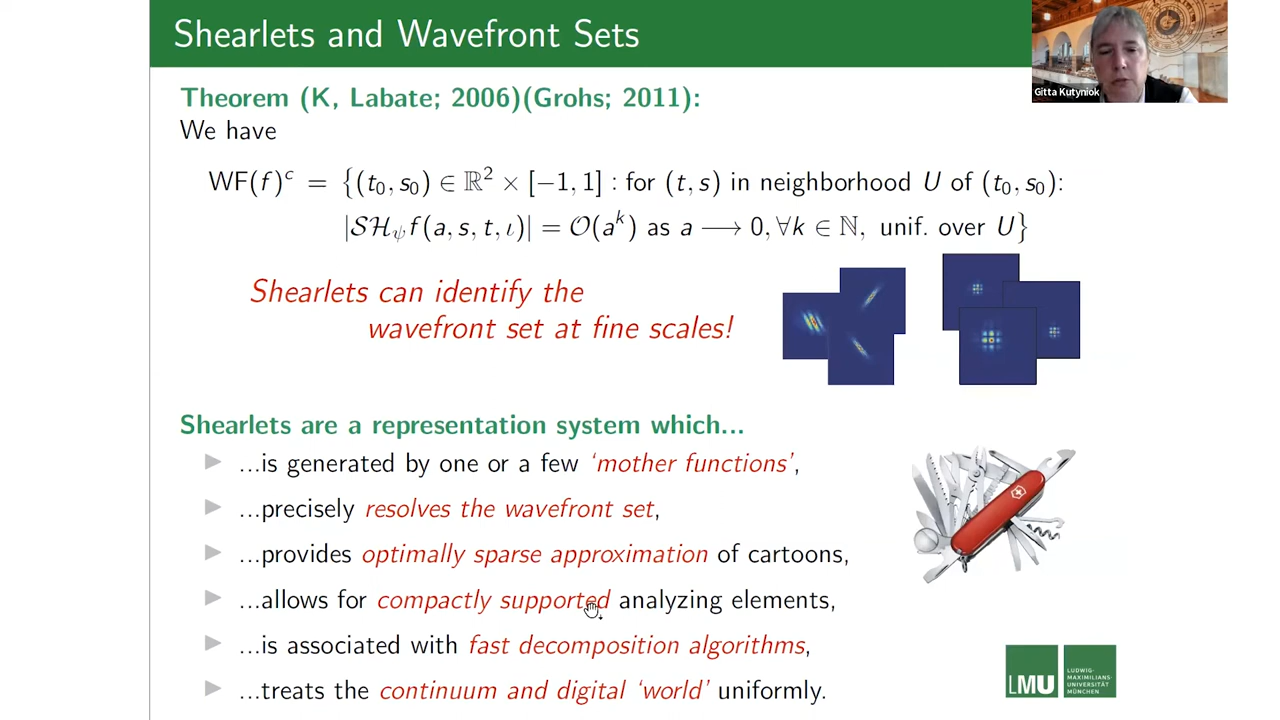 Shearlets and Wavefront Sets
Gitta Kutyniok
Theorem (K, Labate; 2006)(Grohs; 2011):
We have
WF(f)^c = {(t₀, s₀) ∈ ℝ² × [−1, 1] : for (t, s) in neighborhood U of (t₀, s₀):
|𝒮ℋ_ψ f(a, s, t, ι)| = 𝒪(a^k) as a ⟶ 0, ∀k ∈ ℕ, unif. over U}
Shearlets can identify the
wavefront set at fine scales!
Shearlets are a representation system which...
...is generated by one or a few ‘mother functions’,
...precisely resolves the wavefront set,
...provides optimally sparse approximation of cartoons,
...allows for compactly supported analyzing elements,
...is associated with fast decomposition algorithms,
...treats the continuum and digital ‘world’ uniformly.
LMU
LUDWIG-
MAXIMILIANS-
UNIVERSITÄT
MÜNCHEN